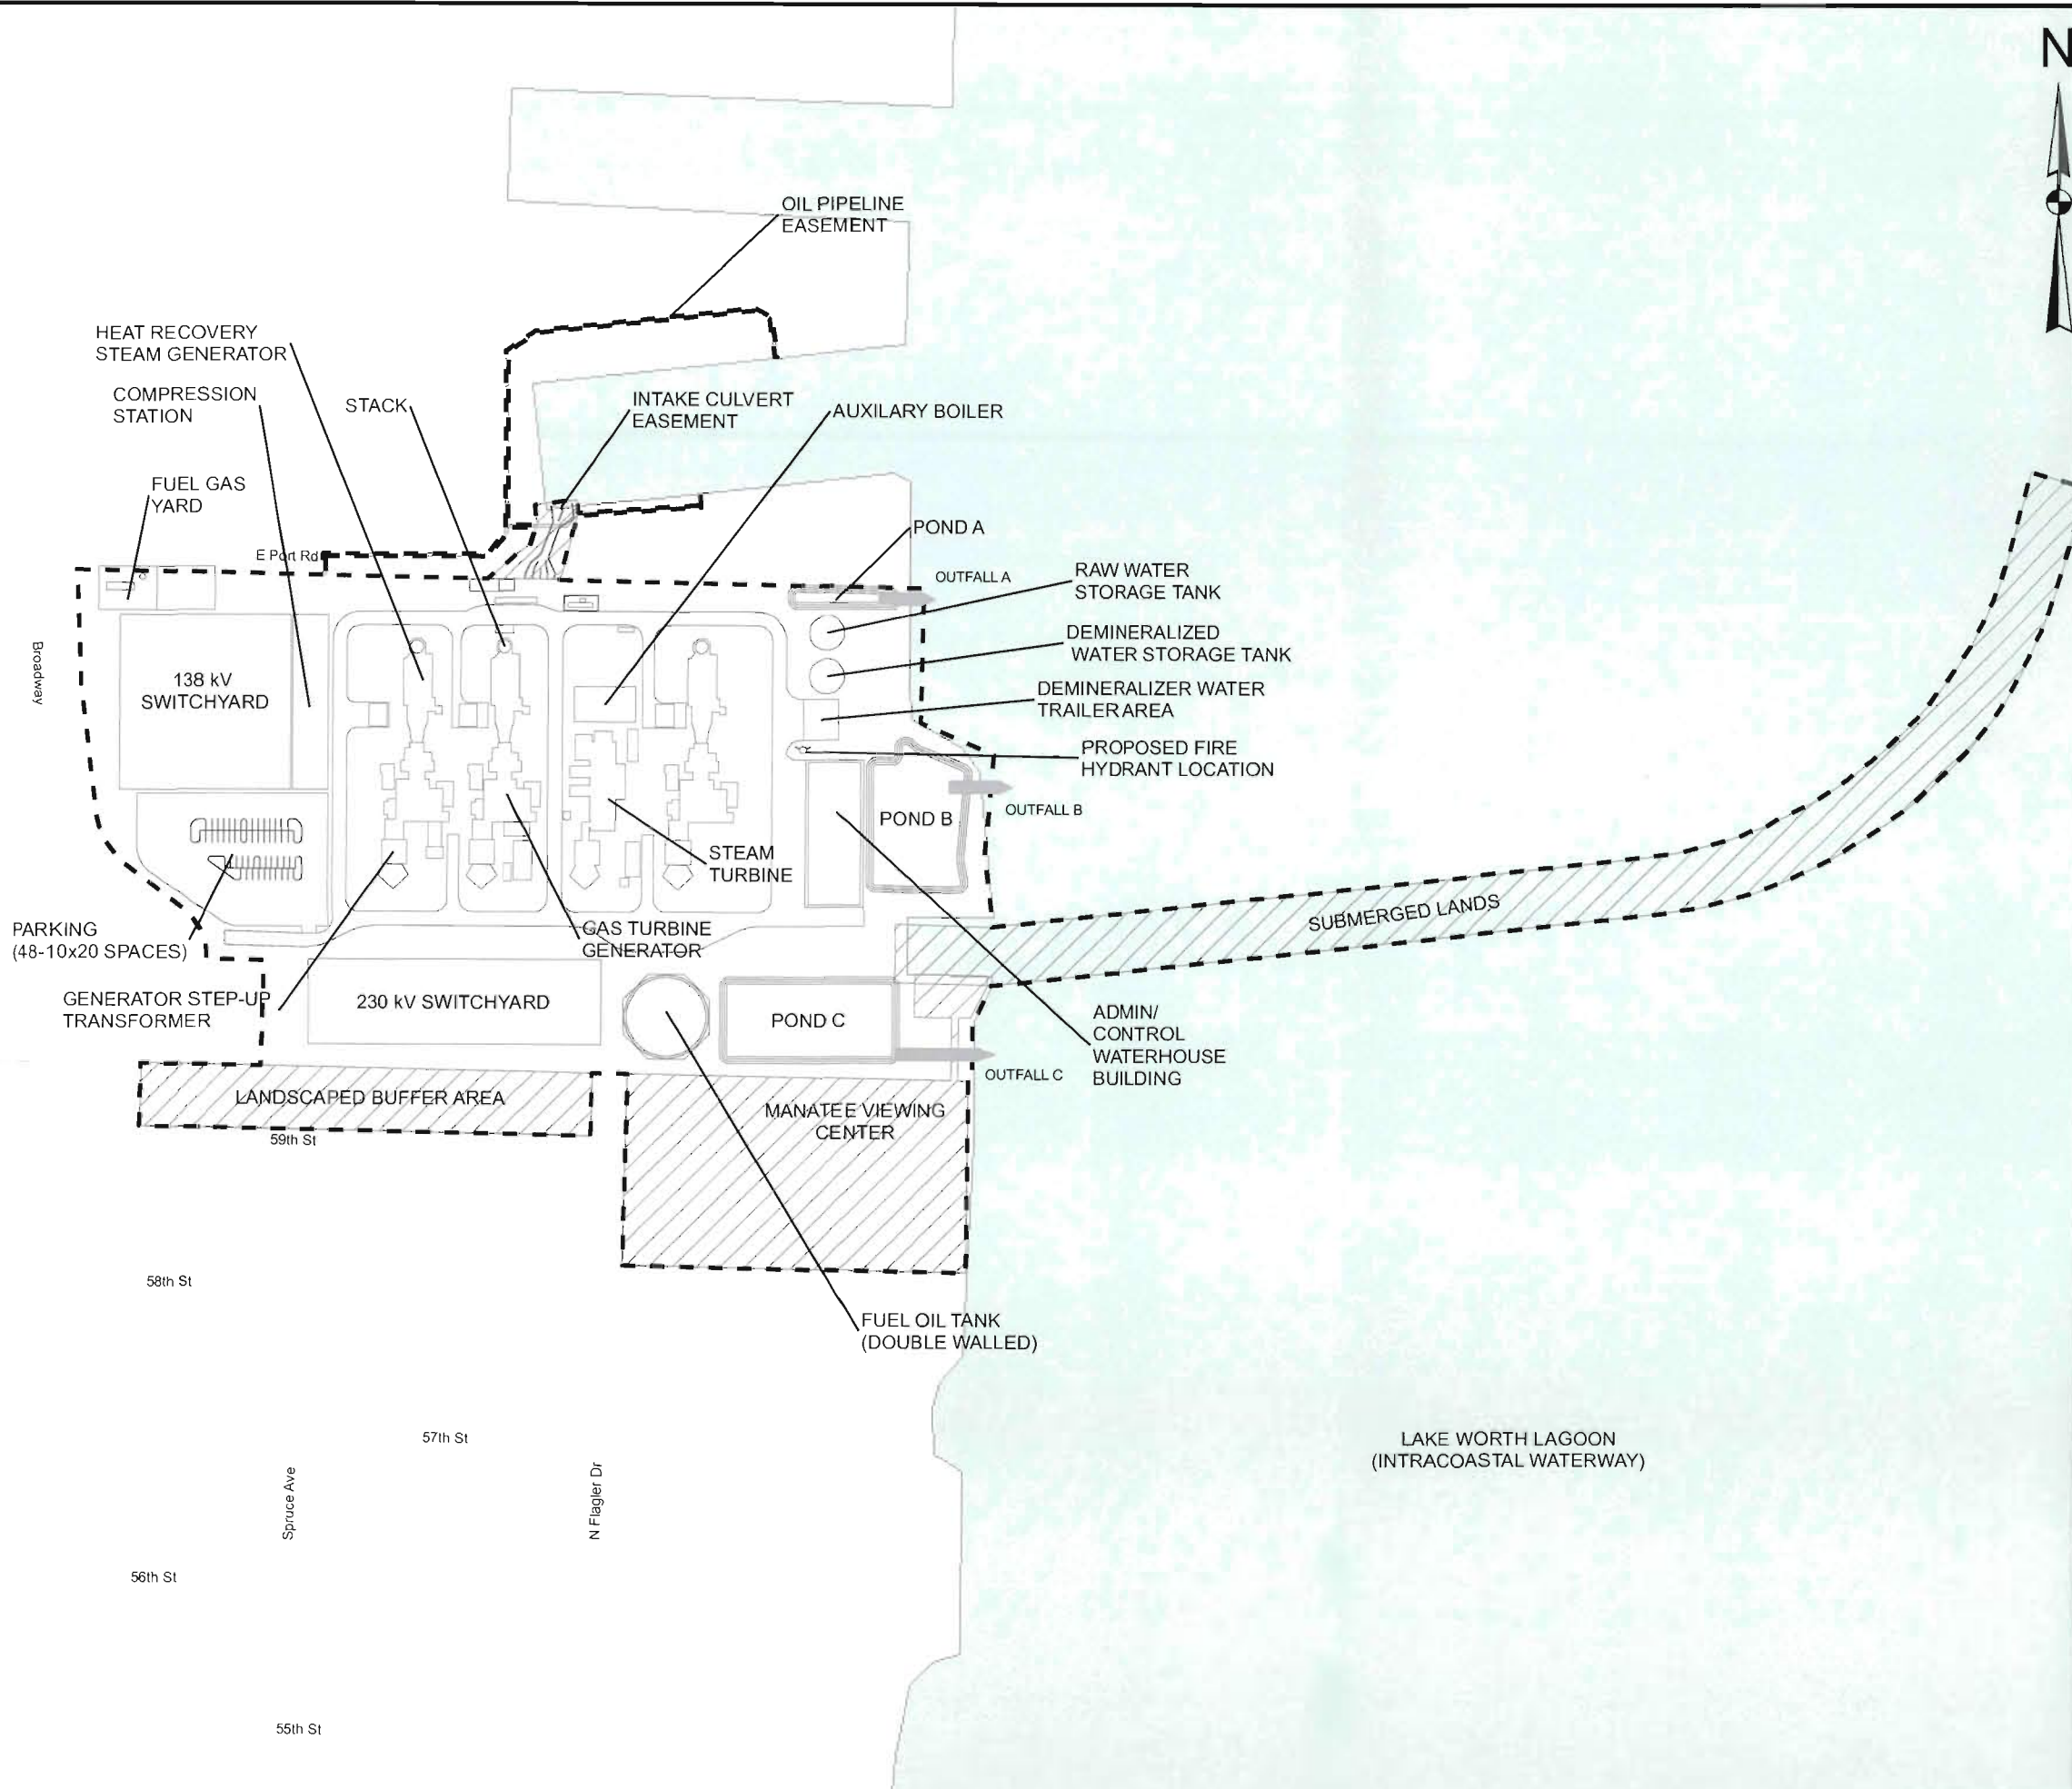 N
OIL PIPELINE
EASEMENT
HEAT RECOVERY
STEAM GENERATOR
COMPRESSION
STATION
STACK
INTAKE CULVERT
EASEMENT
AUXILARY BOILER
FUEL GAS
YARD
E Port Rd
POND A
OUTFALL A
RAW WATER
STORAGE TANK
DEMINERALIZED
WATER STORAGE TANK
DEMINERALIZER WATER
TRAILER AREA
PROPOSED FIRE
HYDRANT LOCATION
Broadway
138 kV
SWITCHYARD
OUTFALL B
POND B
STEAM
TURBINE
SUBMERGED LANDS
PARKING
(48-10x20 SPACES)
GAS TURBINE
GENERATOR
GENERATOR STEP-UP
TRANSFORMER
230 kV SWITCHYARD
POND C
ADMIN/
CONTROL
WATERHOUSE
BUILDING
OUTFALL C
LANDSCAPED BUFFER AREA
MANATEE VIEWING
CENTER
59th St
58th St
FUEL OIL TANK
(DOUBLE WALLED)
57th St
LAKE WORTH LAGOON
(INTRACOASTAL WATERWAY)
Spruce Ave
N Flagler Dr
56th St
55th St